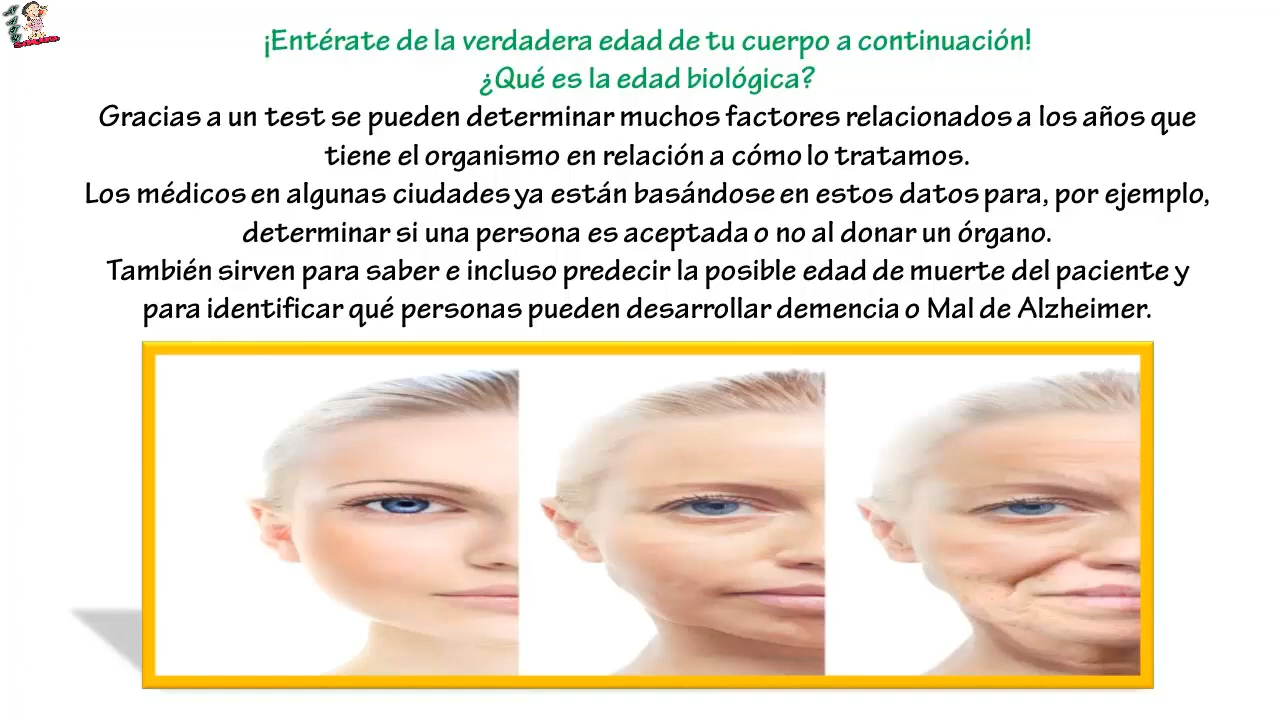 ¡Entérate de la verdadera edad de tu cuerpo a continuación!
¿Qué es la edad biológica?
Gracias a un test se pueden determinar muchos factores relacionados a los años que
tiene el organismo en relación a cómo lo tratamos.
Los médicos en algunas ciudades ya están basándose en estos datos para, por ejemplo,
determinar si una persona es aceptada o no al donar un órgano.
También sirven para saber e incluso predecir la posible edad de muerte del paciente y
para identificar qué personas pueden desarrollar demencia o Mal de Alzheimer.